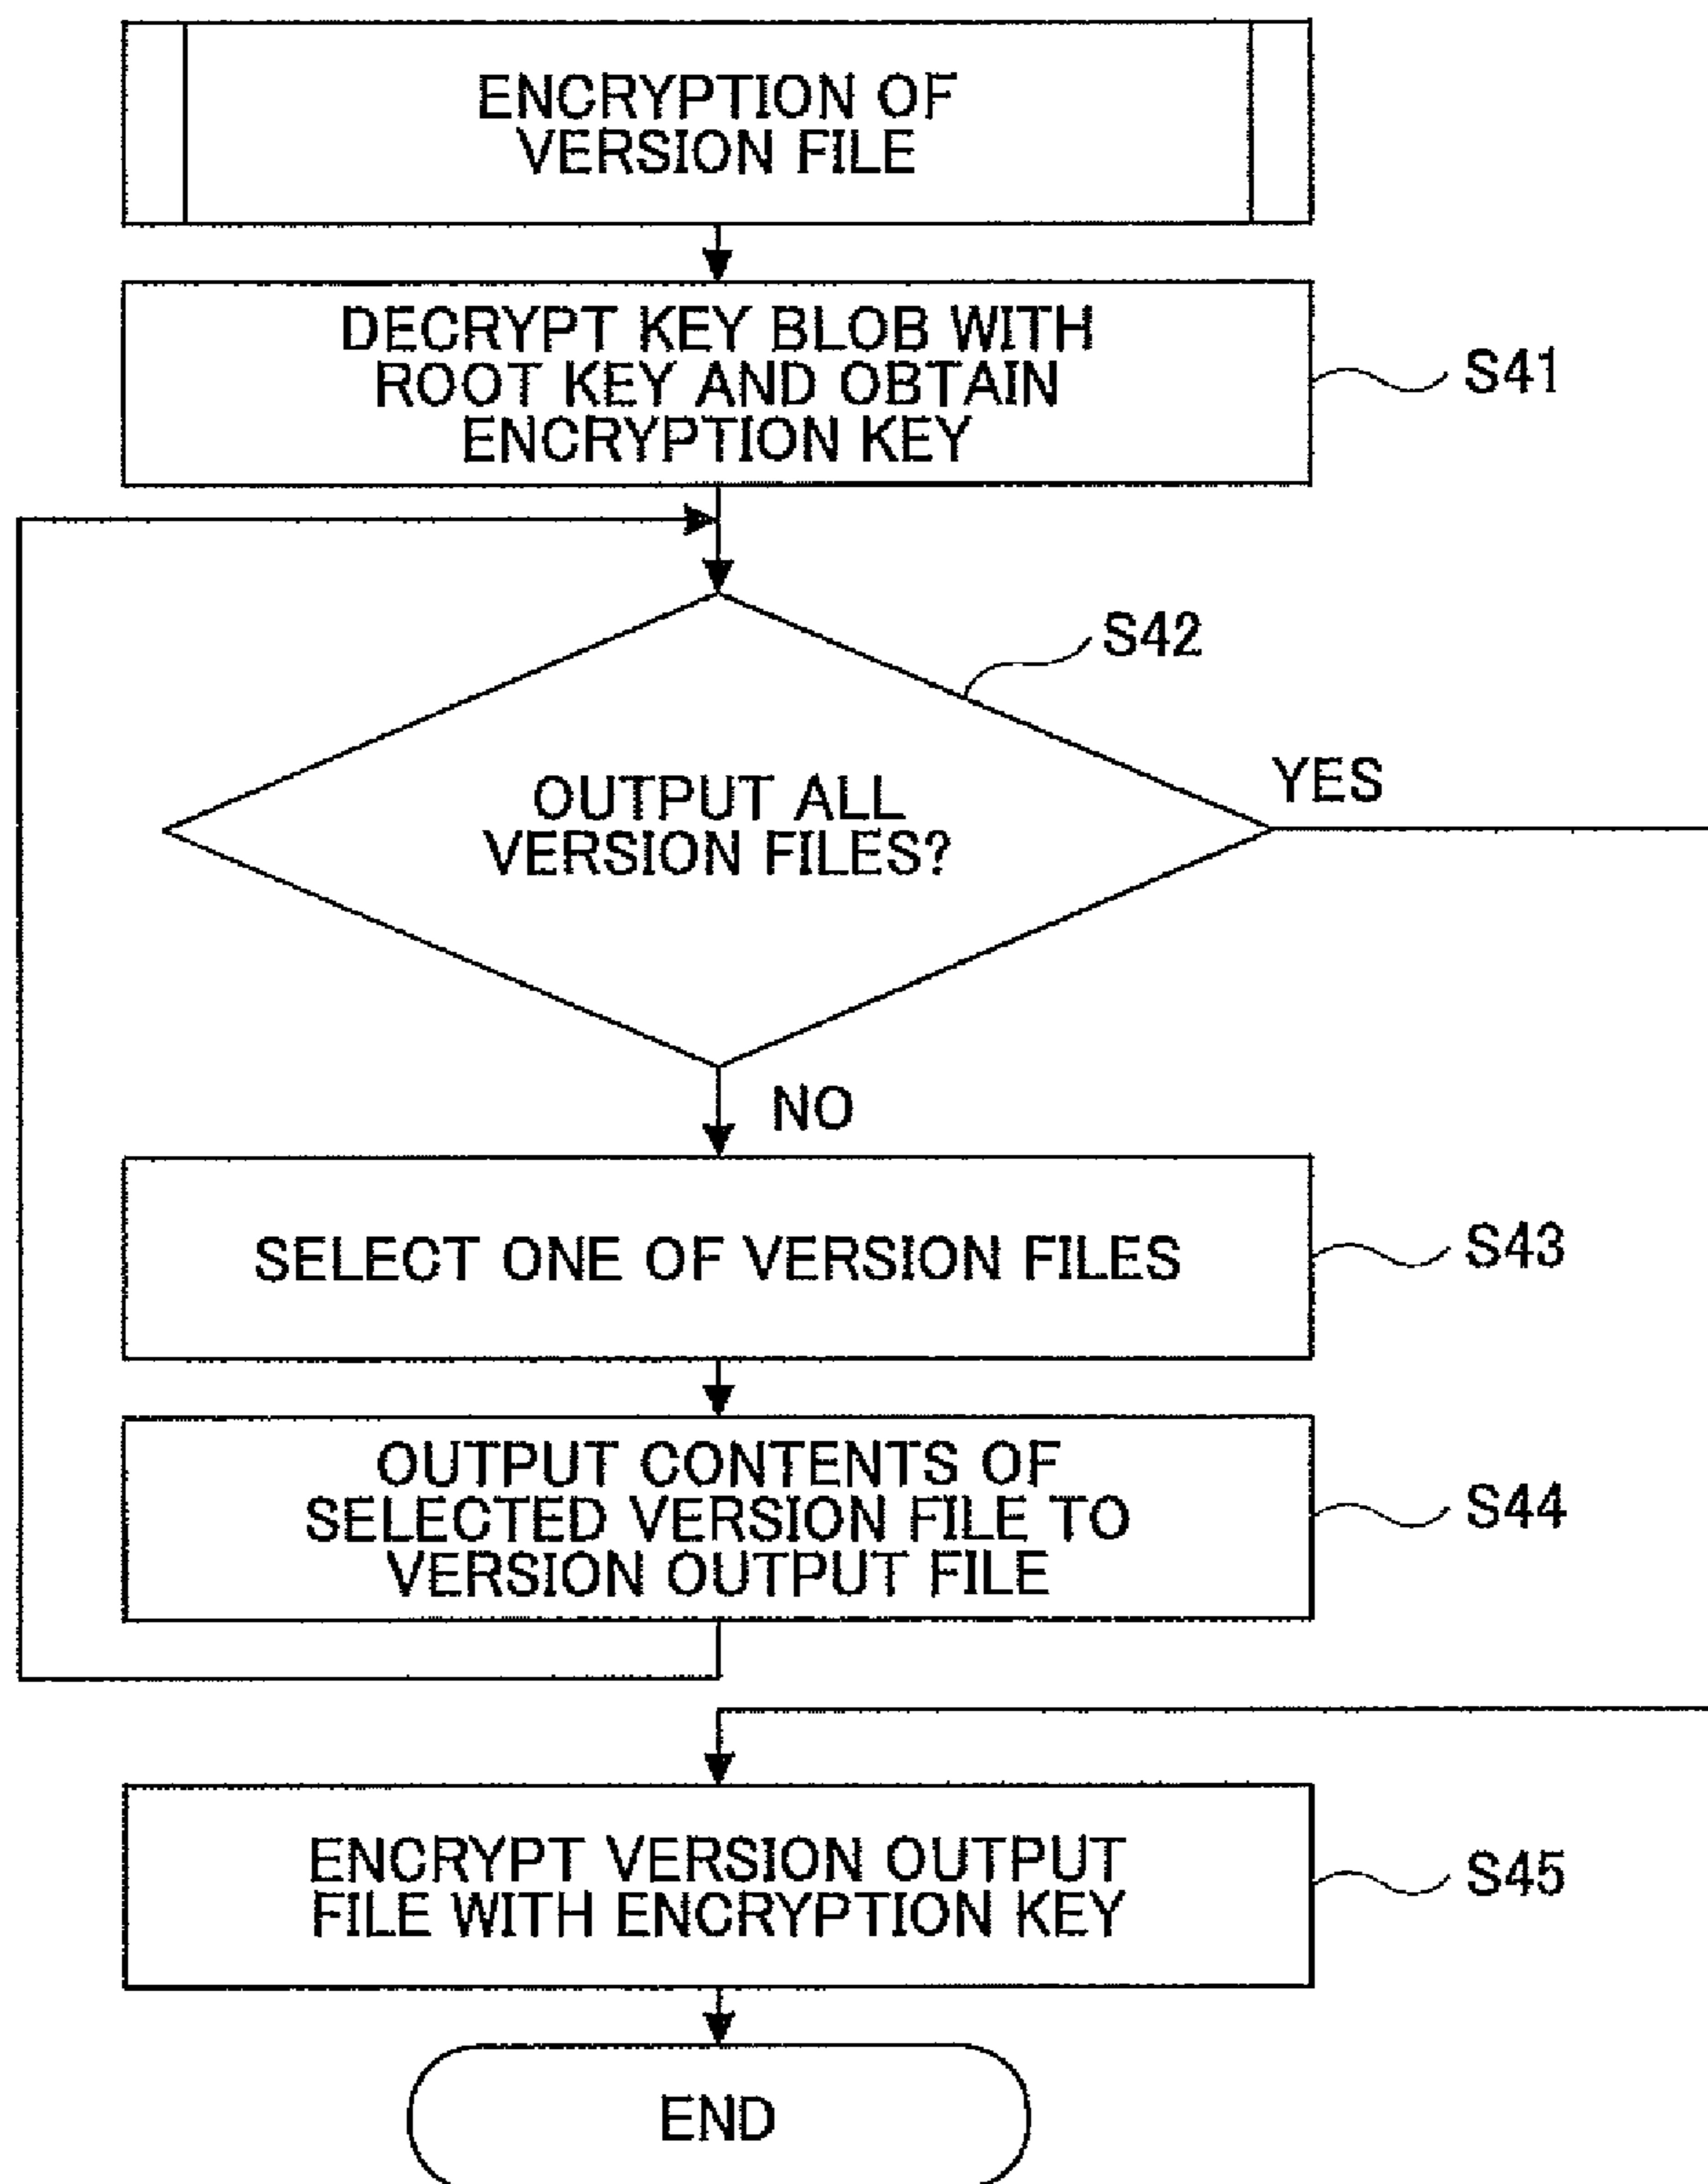 ENCRYPTION OF
VERSION FILE
DECRYPT KEY BLOB WITH
ROOT KEY AND OBTAIN
ENCRYPTION KEY
S41
S42
OUTPUT ALL
VERSION FILES?
YES
NO
SELECT ONE OF VERSION FILES
S43
OUTPUT CONTENTS OF
SELECTED VERSION FILE TO
VERSION OUTPUT FILE
S44
ENCRYPT VERSION OUTPUT
FILE WITH ENCRYPTION KEY
S45
END